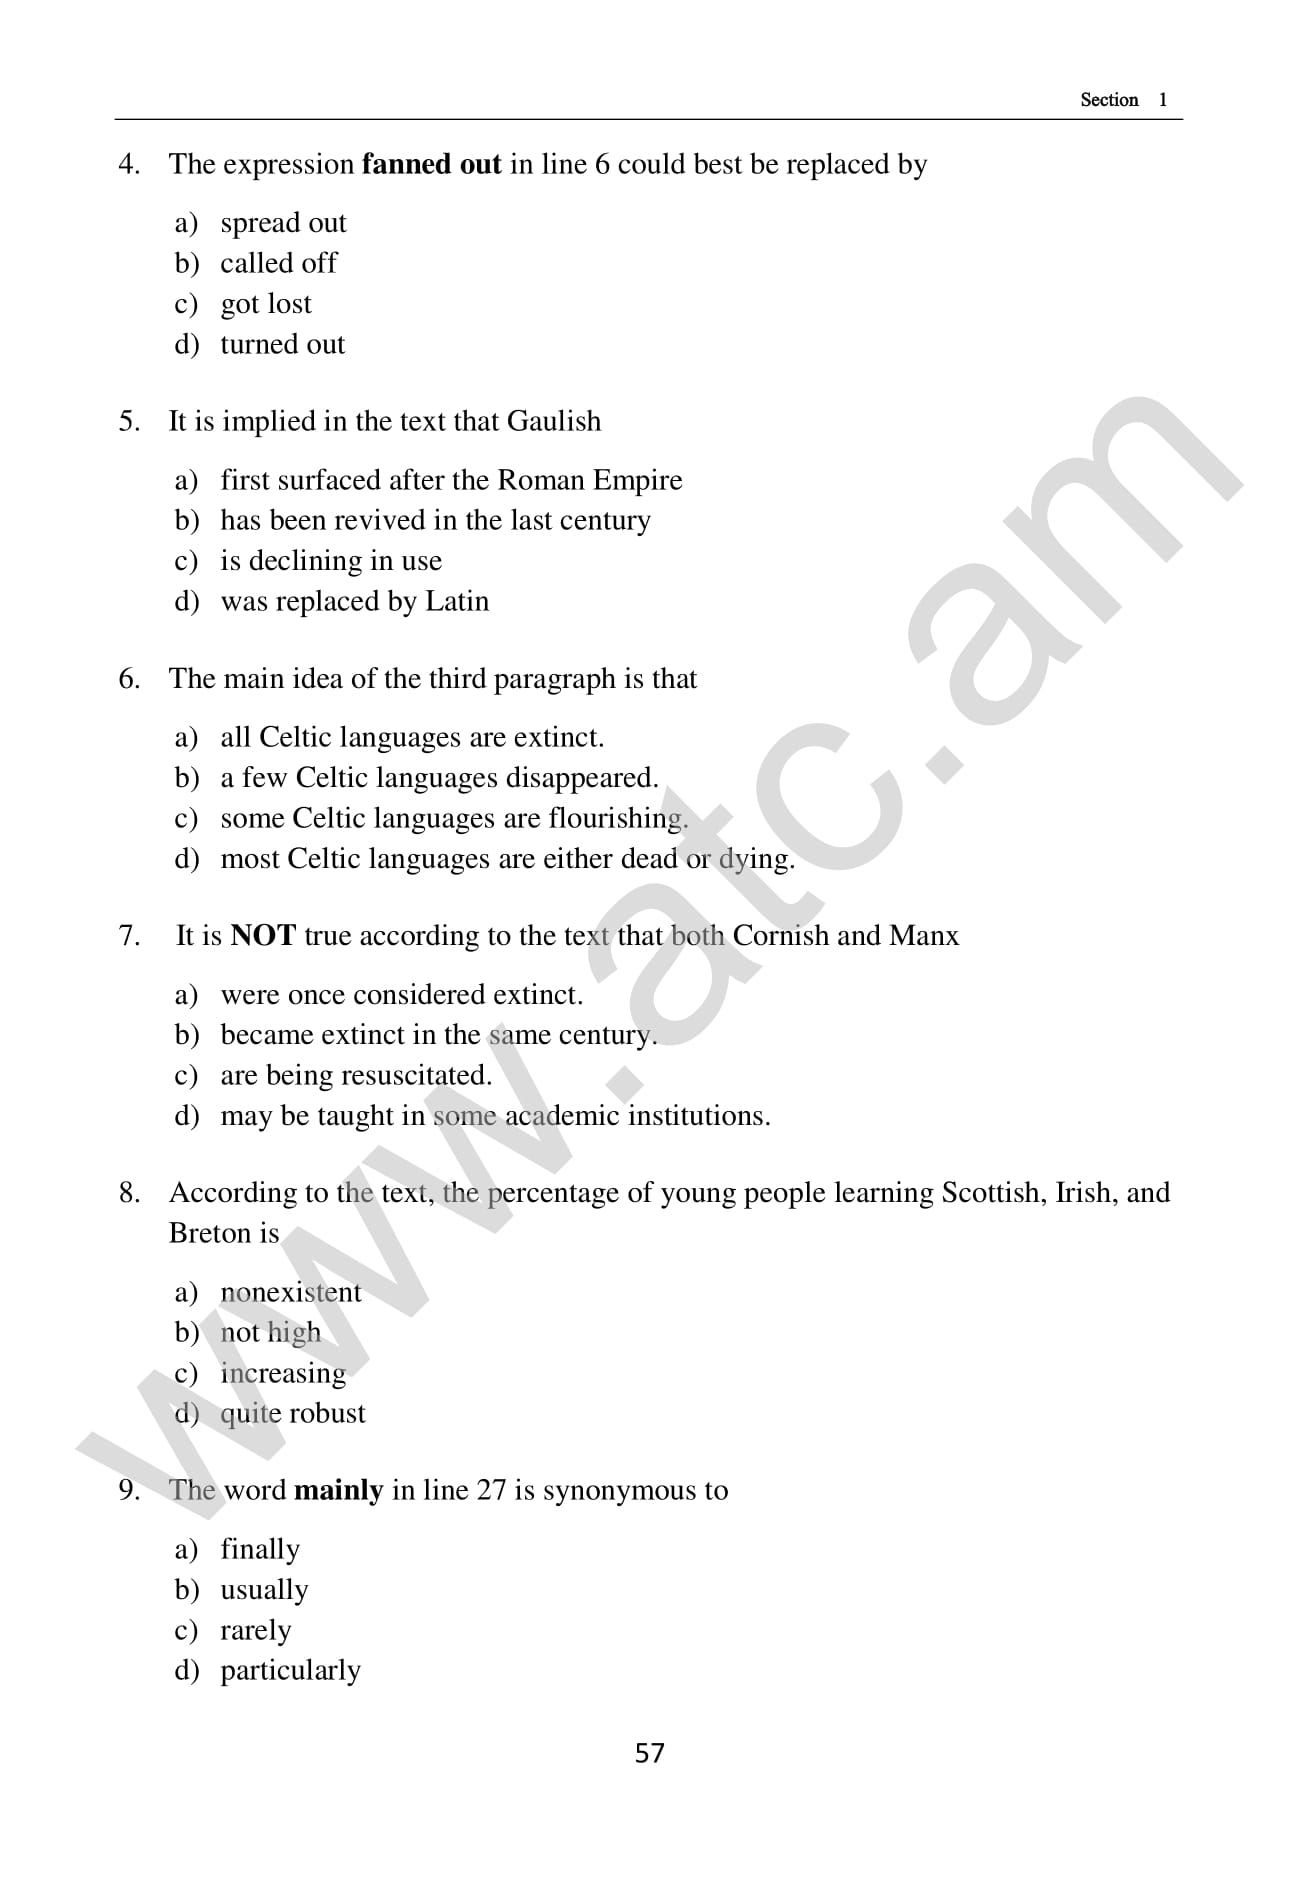 Section 1
4. The expression fanned out in line 6 could best be replaced by
a) spread out
b) called off
c) got lost
d) turned out
5. It is implied in the text that Gaulish
a) first surfaced after the Roman Empire
b) has been revived in the last century
c) is declining in use
d) was replaced by Latin
6. The main idea of the third paragraph is that
a) all Celtic languages are extinct.
b) a few Celtic languages disappeared.
c) some Celtic languages are flourishing.
d) most Celtic languages are either dead or dying.
7. It is NOT true according to the text that both Cornish and Manx
a) were once considered extinct.
b) became extinct in the same century.
c) are being resuscitated.
d) may be taught in some academic institutions.
8. According to the text, the percentage of young people learning Scottish, Irish, and
Breton is
a) nonexistent
b) not high
c) increasing
d) quite robust
9. The word mainly in line 27 is synonymous to
a) finally
b) usually
c) rarely
d) particularly
57
www.atc.am